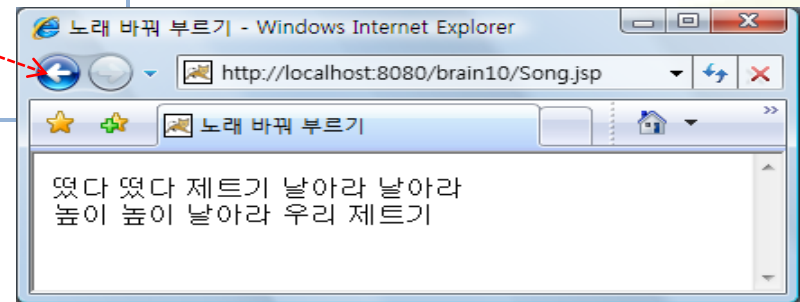 노래 바꿔 부르기 - Windows Internet Explorer
http://localhost:8080/brain10/Song.jsp
노래 바꿔 부르기
떴다 떴다 제트기 날아라 날아라
높이 높이 날아라 우리 제트기